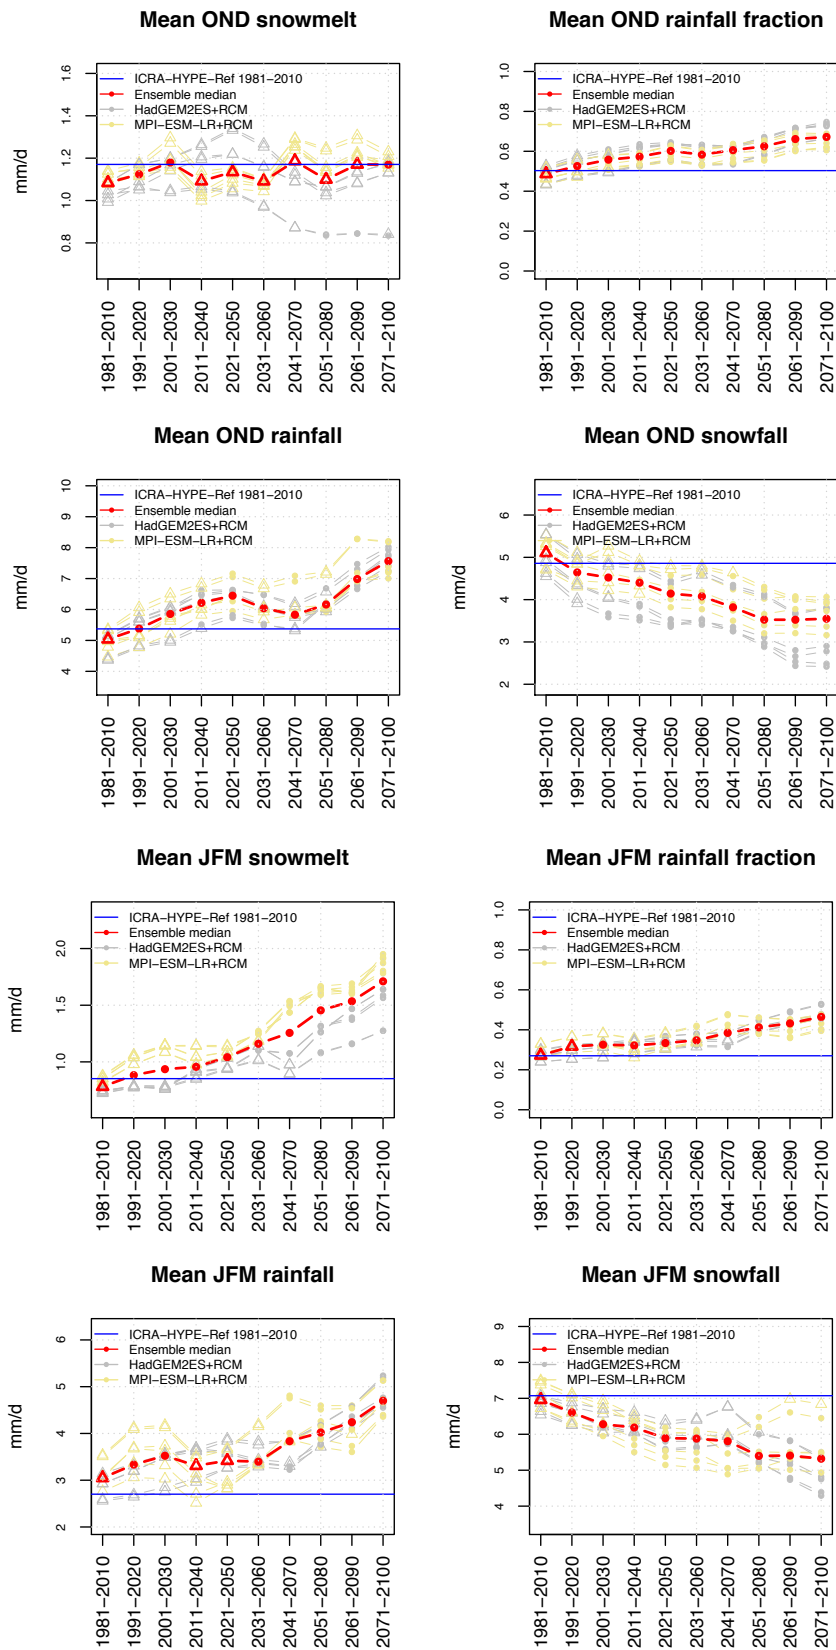 Mean OND snowmelt
mm/d
1.6
1.4
1.2
1.0
0.8
ICRA−HYPE−Ref 1981−2010
Ensemble median
HadGEM2ES+RCM
MPI−ESM−LR+RCM
1981−2010
1991−2020
2001−2030
2011−2040
2021−2050
2031−2060
2041−2070
2051−2080
2061−2090
2071−2100
Mean OND rainfall fraction
1.0
0.8
0.6
0.4
0.2
0.0
ICRA−HYPE−Ref 1981−2010
Ensemble median
HadGEM2ES+RCM
MPI−ESM−LR+RCM
1981−2010
1991−2020
2001−2030
2011−2040
2021−2050
2031−2060
2041−2070
2051−2080
2061−2090
2071−2100
Mean OND rainfall
mm/d
10
9
8
7
6
5
4
ICRA−HYPE−Ref 1981−2010
Ensemble median
HadGEM2ES+RCM
MPI−ESM−LR+RCM
1981−2010
1991−2020
2001−2030
2011−2040
2021−2050
2031−2060
2041−2070
2051−2080
2061−2090
2071−2100
Mean OND snowfall
6
5
4
3
2
ICRA−HYPE−Ref 1981−2010
Ensemble median
HadGEM2ES+RCM
MPI−ESM−LR+RCM
1981−2010
1991−2020
2001−2030
2011−2040
2021−2050
2031−2060
2041−2070
2051−2080
2061−2090
2071−2100
Mean JFM snowmelt
mm/d
2.0
1.5
1.0
ICRA−HYPE−Ref 1981−2010
Ensemble median
HadGEM2ES+RCM
MPI−ESM−LR+RCM
1981−2010
1991−2020
2001−2030
2011−2040
2021−2050
2031−2060
2041−2070
2051−2080
2061−2090
2071−2100
Mean JFM rainfall fraction
1.0
0.8
0.6
0.4
0.2
0.0
ICRA−HYPE−Ref 1981−2010
Ensemble median
HadGEM2ES+RCM
MPI−ESM−LR+RCM
1981−2010
1991−2020
2001−2030
2011−2040
2021−2050
2031−2060
2041−2070
2051−2080
2061−2090
2071−2100
Mean JFM rainfall
mm/d
6
5
4
3
2
ICRA−HYPE−Ref 1981−2010
Ensemble median
HadGEM2ES+RCM
MPI−ESM−LR+RCM
1981−2010
1991−2020
2001−2030
2011−2040
2021−2050
2031−2060
2041−2070
2051−2080
2061−2090
2071−2100
Mean JFM snowfall
9
8
7
6
5
4
ICRA−HYPE−Ref 1981−2010
Ensemble median
HadGEM2ES+RCM
MPI−ESM−LR+RCM
1981−2010
1991−2020
2001−2030
2011−2040
2021−2050
2031−2060
2041−2070
2051−2080
2061−2090
2071−2100